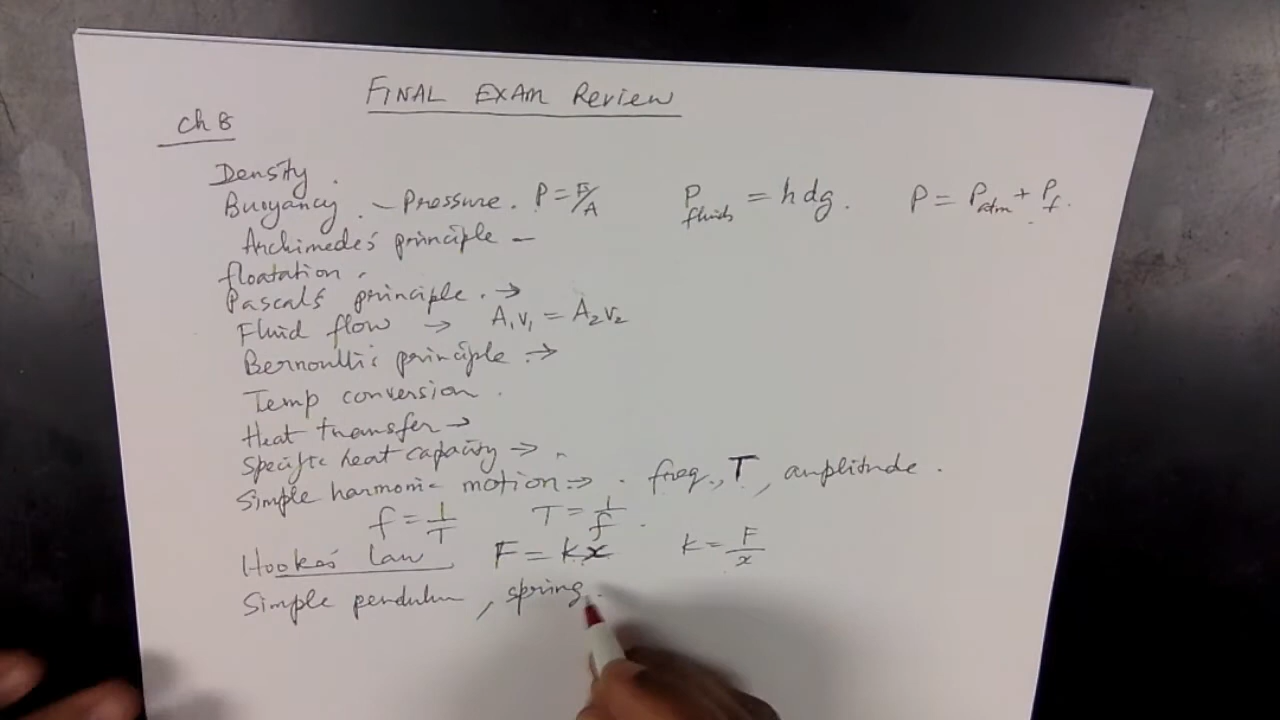 FINAL EXAM Review
Ch 8
Density.
Buoyancy. - Pressure. P = F/A P fluids = hdg. P = Patm + Pf.
Archimede's principle -
floatation.
Pascal's principle. →
Fluid flow → A₁v₁ = A₂v₂
Bernoulli's principle →
Temp conversion.
Heat transfer →
Specific heat capacity →
Simple harmonic motion → . freq., T, amplitude.
f = 1/T T = 1/f.
Hooke's Law F = kx k = F/x
Simple pendulum, spring.